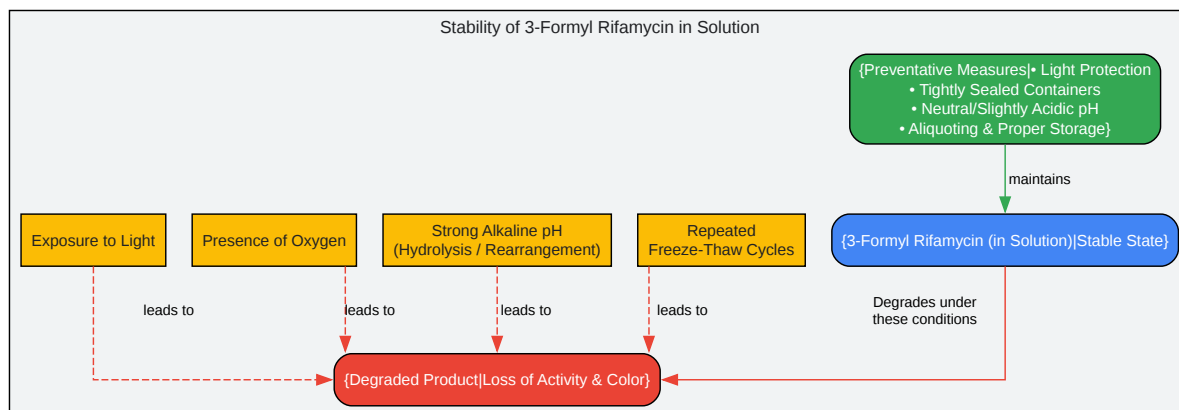 Stability of 3-Formyl Rifamycin in Solution
{Preventative Measures|• Light Protection
• Tightly Sealed Containers
• Neutral/Slightly Acidic pH
• Aliquoting & Proper Storage}
maintains
Exposure to Light
Presence of Oxygen
Strong Alkaline pH
(Hydrolysis / Rearrangement)
Repeated
Freeze-Thaw Cycles
{3-Formyl Rifamycin (in Solution)|Stable State}
leads to
leads to
leads to
leads to
Degrades under
these conditions
{Degraded Product|Loss of Activity & Color}